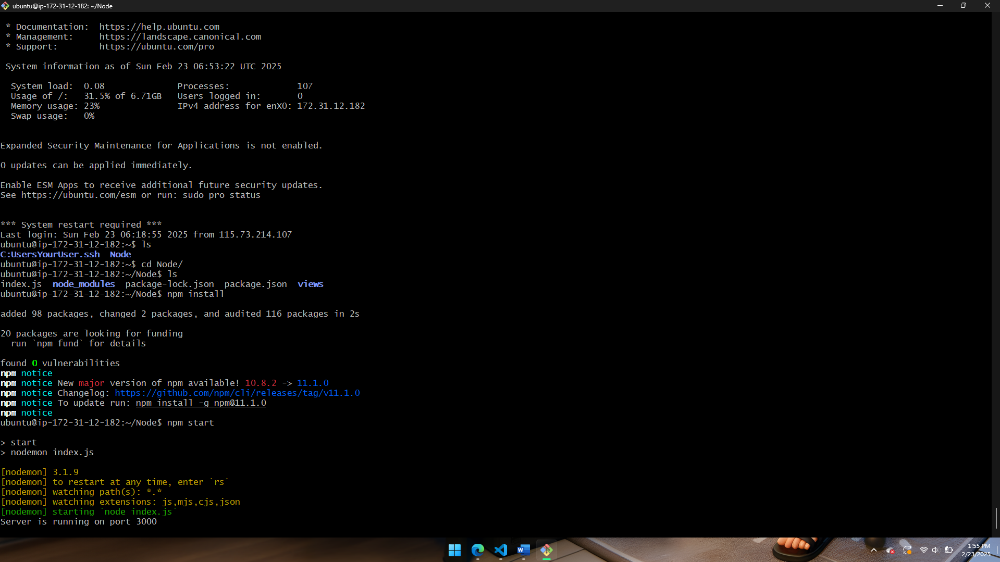 ubuntu@ip-172-31-12-182: ~/Node
* Documentation:  https://help.ubuntu.com
* Management:     https://landscape.canonical.com
* Support:        https://ubuntu.com/pro
System information as of Sun Feb 23 06:53:22 UTC 2025
System load:  0.08              Processes:             107
Usage of /:   31.5% of 6.71GB   Users logged in:       0
Memory usage: 23%               IPv4 address for enX0: 172.31.12.182
Swap usage:   0%
Expanded Security Maintenance for Applications is not enabled.
0 updates can be applied immediately.
Enable ESM Apps to receive additional future security updates.
See https://ubuntu.com/esm or run: sudo pro status
*** System restart required ***
Last login: Sun Feb 23 06:18:55 2025 from 115.73.214.107
ubuntu@ip-172-31-12-182:~$ ls
C:UsersYourUser.ssh  Node
ubuntu@ip-172-31-12-182:~$ cd Node/
ubuntu@ip-172-31-12-182:~/Node$ ls
index.js  node_modules  package-lock.json  package.json  views
ubuntu@ip-172-31-12-182:~/Node$ npm install
added 98 packages, changed 2 packages, and audited 116 packages in 2s
20 packages are looking for funding
run `npm fund` for details
found 0 vulnerabilities
npm notice
npm notice New major version of npm available! 10.8.2 -> 11.1.0
npm notice Changelog: https://github.com/npm/cli/releases/tag/v11.1.0
npm notice To update run: npm install -g npm@11.1.0
npm notice
ubuntu@ip-172-31-12-182:~/Node$ npm start
> start
> nodemon index.js
[nodemon] 3.1.9
[nodemon] to restart at any time, enter `rs`
[nodemon] watching path(s): *.*
[nodemon] watching extensions: js,mjs,cjs,json
[nodemon] starting `node index.js`
Server is running on port 3000
1:55 PM
2/23/2025